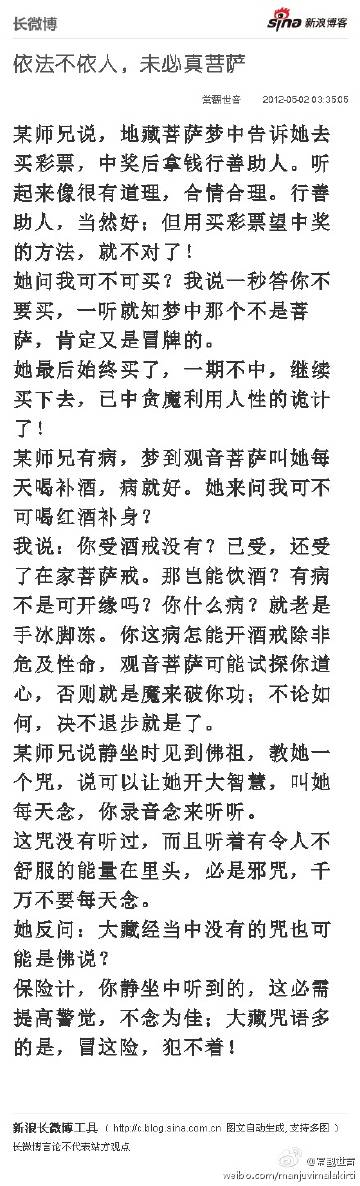 长微博
sina 新浪博客
依法不依人，未必真菩萨
2012-05-02 03:35:05
某师兄说，地藏菩萨梦中告诉她去
买彩票，中奖后拿钱行善助人。听
起来像很有道理，合情合理。行善
助人，当然好；但用买彩票望中奖
的方法，就不对了！
她问我可不可买？我说一秒答你不
要买，一听就知梦中那个不是菩
萨，肯定又是冒牌的。
她最后始终买了，一期不中，继续
买下去，已中贪魔利用人性的诡计
了！
某师兄有病，梦到观音菩萨叫她每
天喝补酒，病就好。她来问我可不
可喝红酒补身？
我说：你受酒戒没有？已受，还受
了在家菩萨戒。那岂能饮酒？有病
不是可开缘吗？你什么病？就老是
手冰脚冻。你这病怎能开酒戒除非
危及性命，观音菩萨可能试探你道
心，否则就是魔来破你功；不论如
何，决不退步就是了。
某师兄说静坐时见到佛祖，教她一
个咒，说可以让她开大智慧，叫她
每天念，你录音念来听听。
这咒没有听过，而且听着有令人不
舒服的能量在里头，必是邪咒，千
万不要每天念。
她反问：大藏经当中没有的咒也可
能是佛说？
保险计，你静坐中听到的，这必需
提高警觉，不念为佳；大藏咒语多
的是，冒这险，犯不着！
新浪长微博工具（ http://c.blog.sina.com.cn 图文自动生成，支持多图 ）
长微博言论不代表站方观点
weibo.com/manjuvimalakirti